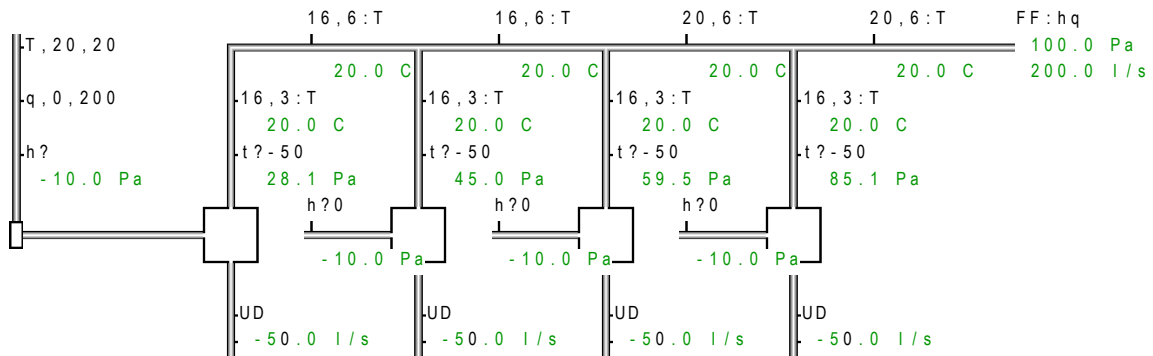 16,6:T 16,6:T 20,6:T 20,6:T FF:hq
T,20,20 100.0 Pa
20.0 C 20.0 C 20.0 C 20.0 C 200.0 l/s
q,0,200 16,3:T 16,3:T 16,3:T 16,3:T
20.0 C 20.0 C 20.0 C 20.0 C
h? t?-50 t?-50 t?-50 t?-50
-10.0 Pa 28.1 Pa 45.0 Pa 59.5 Pa 85.1 Pa
h?0 h?0 h?0
-10.0 Pa -10.0 Pa -10.0 Pa
UD UD UD UD
-50.0 l/s -50.0 l/s -50.0 l/s -50.0 l/s